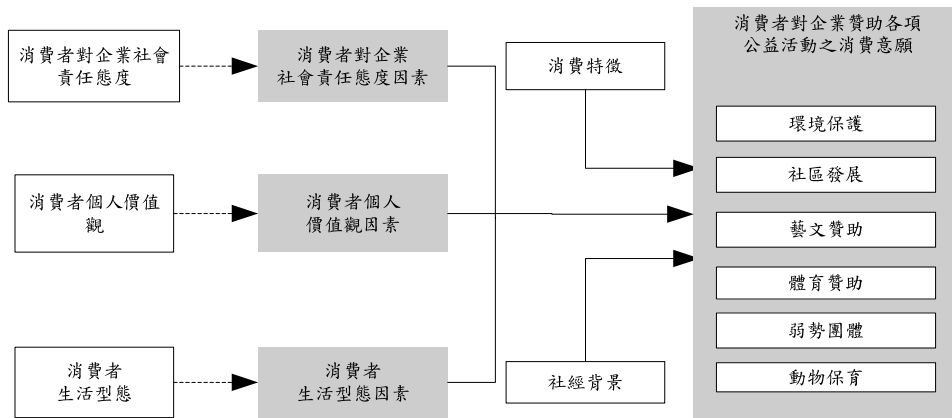 消費者對企業社會
責任態度
消費者個人價值
觀
消費者
生活型態
消費者對企業
社會責任態度因素
消費者個人
價值觀因素
消費者
生活型態因素
消費特徵
社經背景
消費者對企業贊助各項
公益活動之消費意願
環境保護
社區發展
藝文贊助
體育贊助
弱勢團體
動物保育